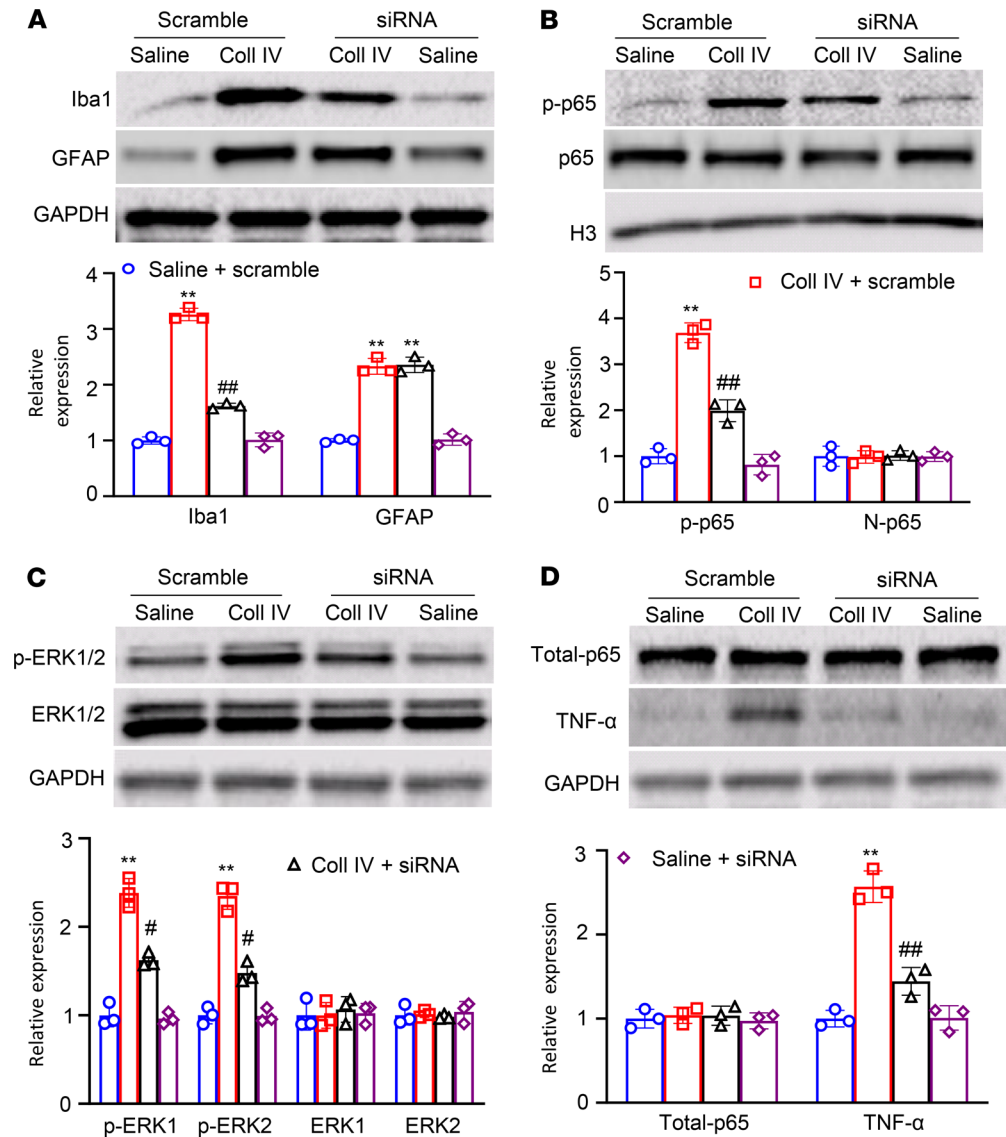 A
Scramble siRNA
Saline Coll IV Coll IV Saline
Iba1
GFAP
GAPDH
Relative
expression
4
3
2
1
0
Saline + scramble
**
##
** **
Iba1 GFAP
B
Scramble siRNA
Saline Coll IV Coll IV Saline
p-p65
p65
H3
Relative
expression
5
4
3
2
1
0
Coll IV + scramble
**
##
p-p65 N-p65
C
Scramble siRNA
Saline Coll IV Coll IV Saline
p-ERK1/2
ERK1/2
GAPDH
Relative expression
3
2
1
0
Coll IV + siRNA
** **
# #
p-ERK1 p-ERK2 ERK1 ERK2
D
Scramble siRNA
Saline Coll IV Coll IV Saline
Total-p65
TNF-α
GAPDH
Relative expression
3
2
1
0
Saline + siRNA
**
##
Total-p65 TNF-α